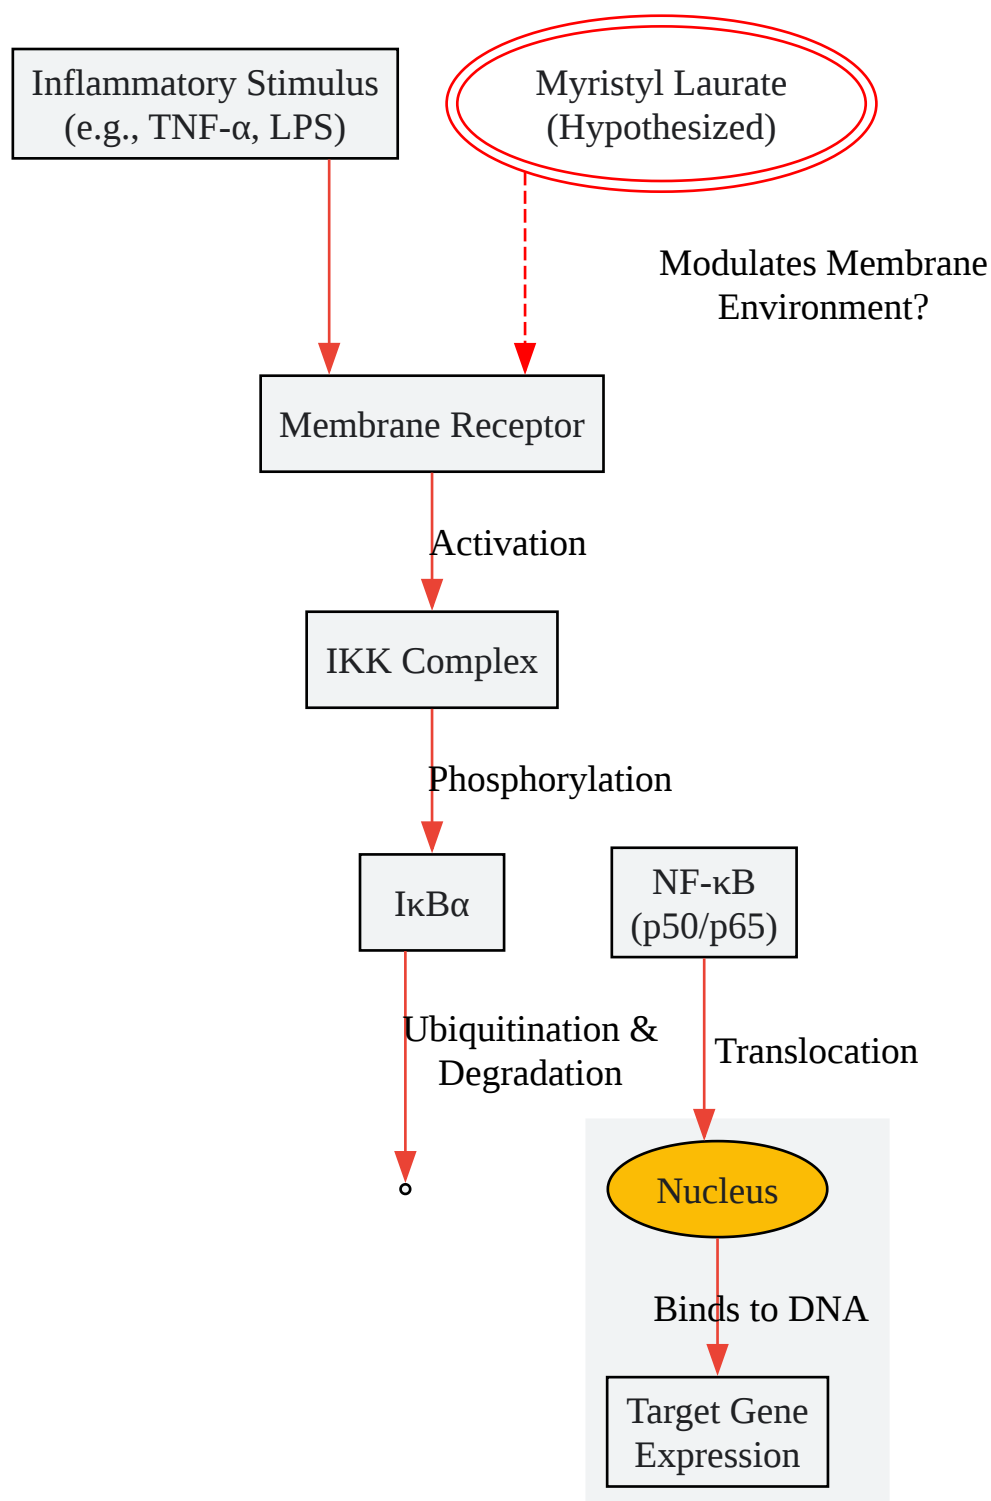 Inflammatory Stimulus
(e.g., TNF-α, LPS)
Myristyl Laurate
(Hypothesized)
Modulates Membrane
Environment?
Membrane Receptor
Activation
IKK Complex
Phosphorylation
IκBα
NF-κB
(p50/p65)
Ubiquitination &
Degradation
Translocation
Nucleus
Binds to DNA
Target Gene
Expression